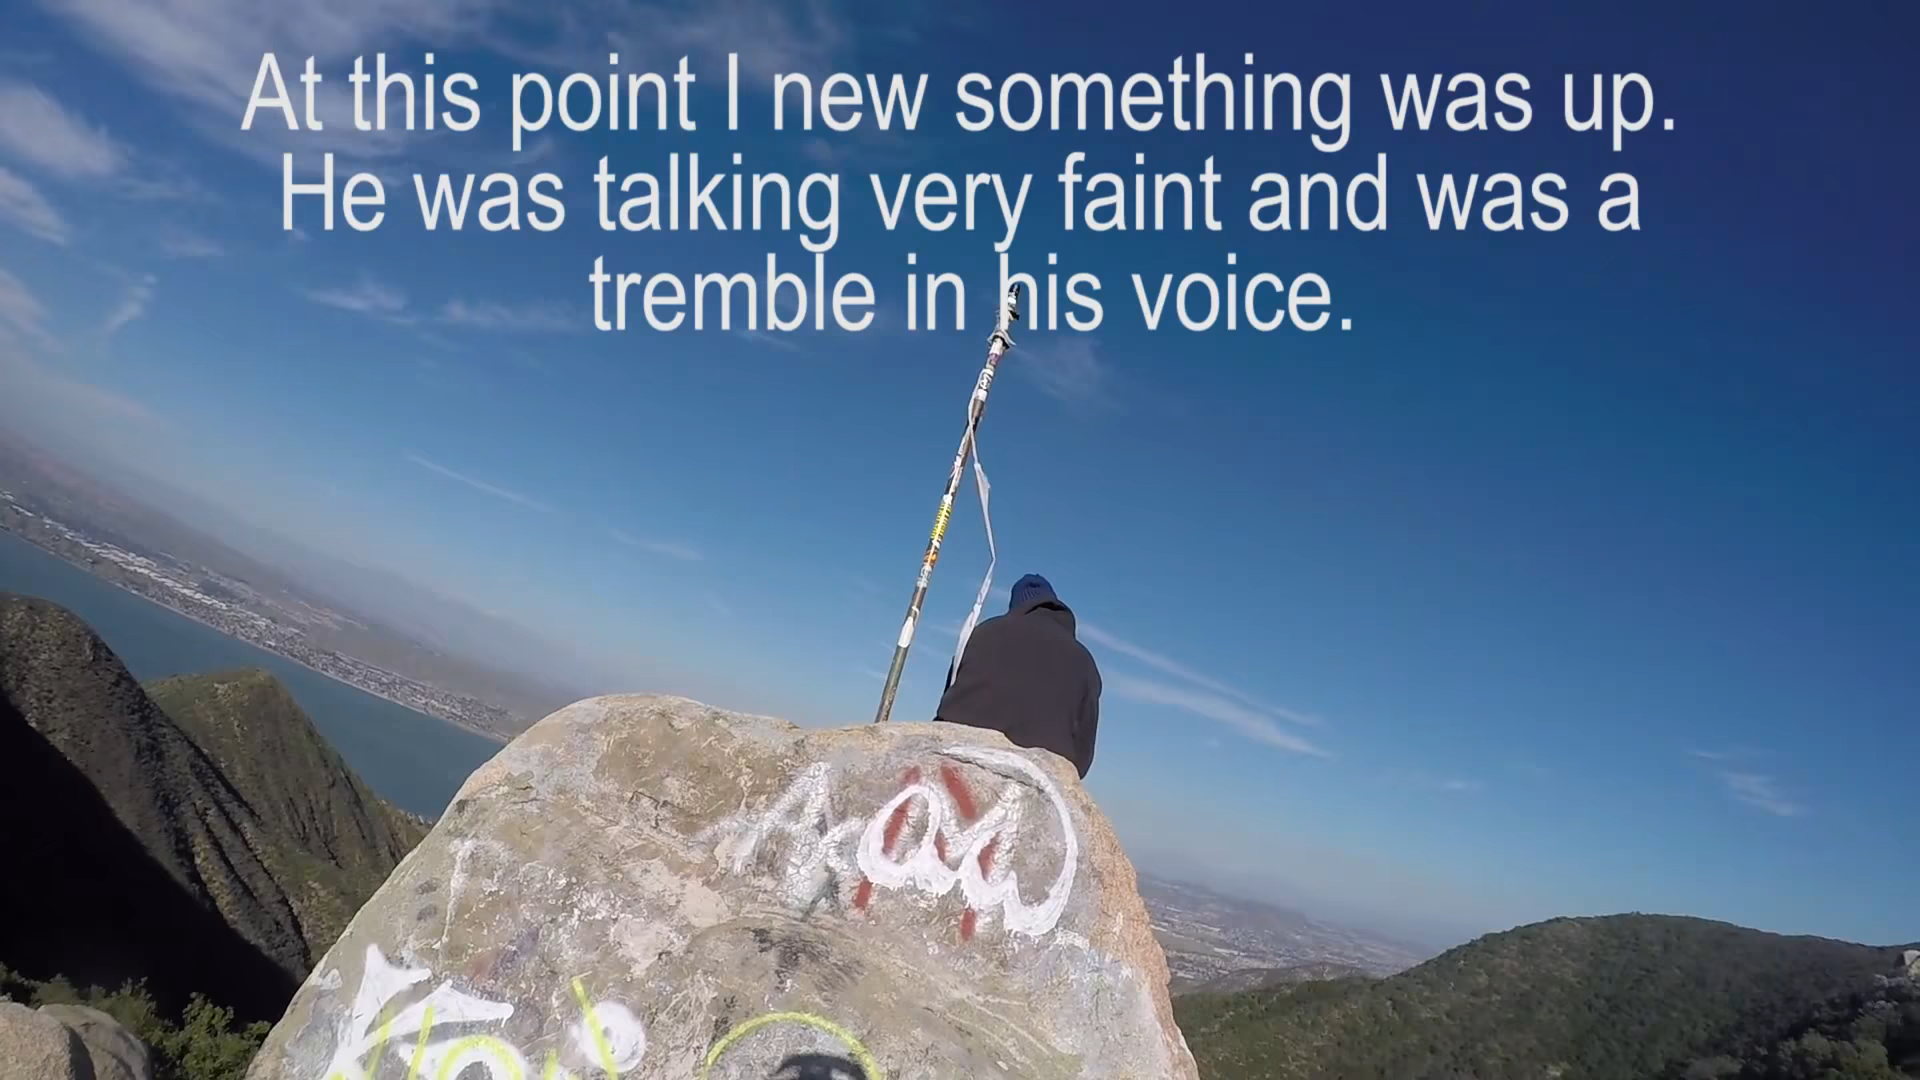 At this point I new something was up.
He was talking very faint and was a
tremble in his voice.